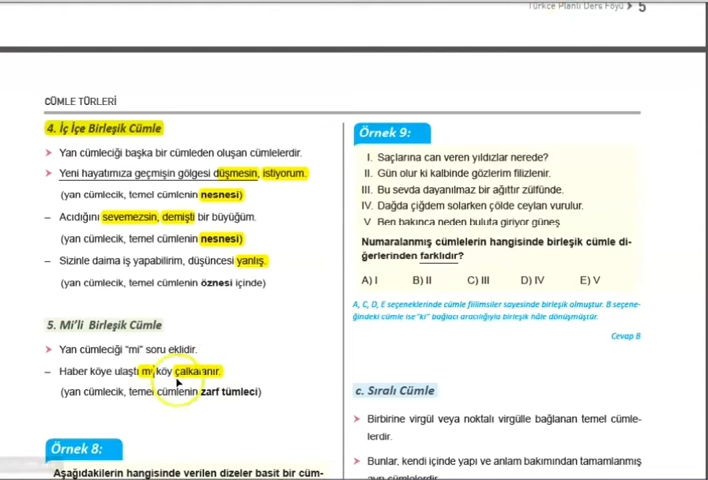 Türkçe Planlı Ders Föyü 5
CÜMLE TÜRLERİ
4. İç İçe Birleşik Cümle
Yan cümleciği başka bir cümleden oluşan cümlelerdir.
Yeni hayatımıza geçmişin gölgesi düşmesin, istiyorum.
(yan cümlecik, temel cümlenin nesnesi)
– Acıdığını sevemezsin, demişti bir büyüğüm.
(yan cümlecik, temel cümlenin nesnesi)
– Sizinle daima iş yapabilirim, düşüncesi yanlış.
(yan cümlecik, temel cümlenin öznesi içinde)
5. Mi'li Birleşik Cümle
Yan cümleciği "mi" soru eklidir.
– Haber köye ulaştı mı köy çalkalanır.
(yan cümlecik, temel cümlenin zarf tümleci)
Örnek 8:
Aşağıdakilerin hangisinde verilen dizeler basit bir cüm-
Örnek 9:
I. Saçlarına can veren yıldızlar nerede?
II. Gün olur ki kalbinde gözlerim filizlenir.
III. Bu sevda dayanılmaz bir ağıttır zülfünde.
IV. Dağda çiğdem solarken çölde ceylan vurulur.
V. Ben bakınca neden buluta giriyor güneş
Numaralanmış cümlelerin hangisinde birleşik cümle di-
ğerlerinden farklıdır?
A) I B) II C) III D) IV E) V
A, C, D, E seçeneklerinde cümle fiilimsiler sayesinde birleşik olmuştur. B seçene-
ğindeki cümle ise "ki" bağlacı aracılığıyla birleşik hâle dönüşmüştür.
Cevap B
c. Sıralı Cümle
Birbirine virgül veya noktalı virgülle bağlanan temel cümle-
lerdir.
Bunlar, kendi içinde yapı ve anlam bakımından tamamlanmış
ayrı cümlelerdir